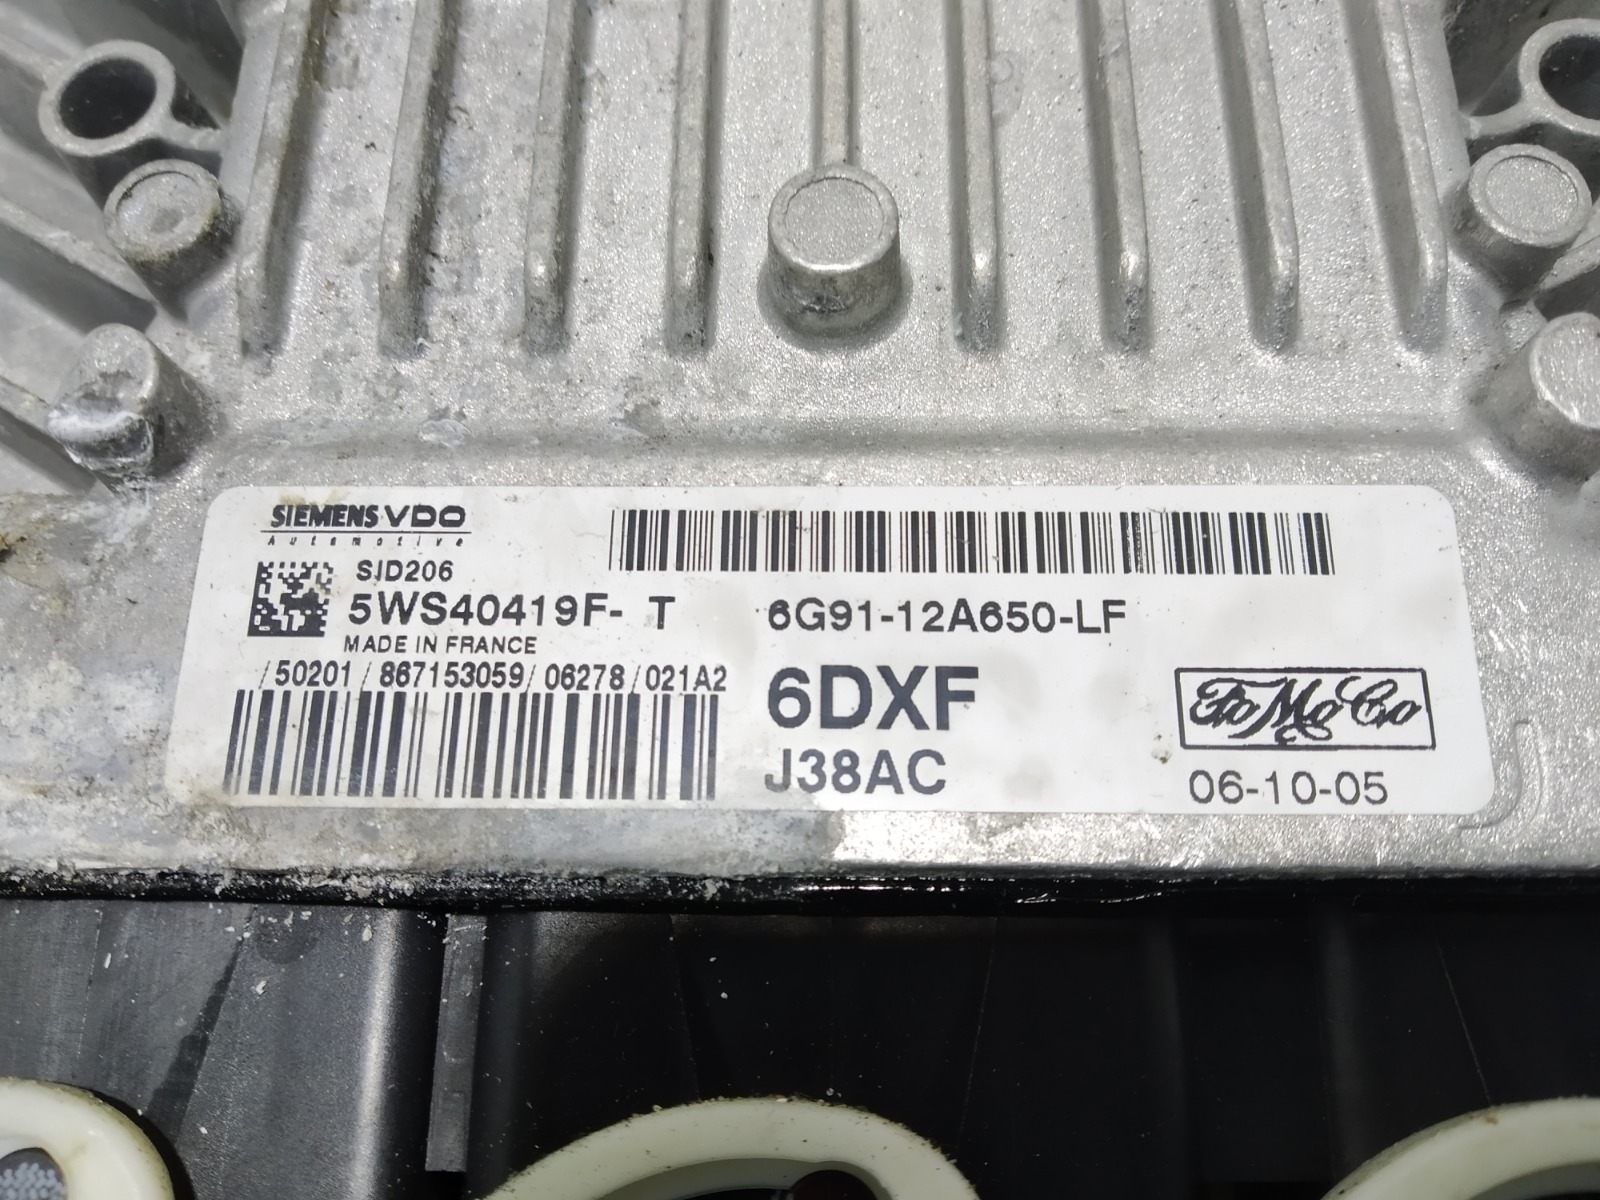 SIEMENS VDO
Automotive
SID206
5WS40419F- T
MADE IN FRANCE
/50201/867153059/06278/021A2
6G91-12A650-LF
6DXF
J38AC
FoMoCo
06-10-05